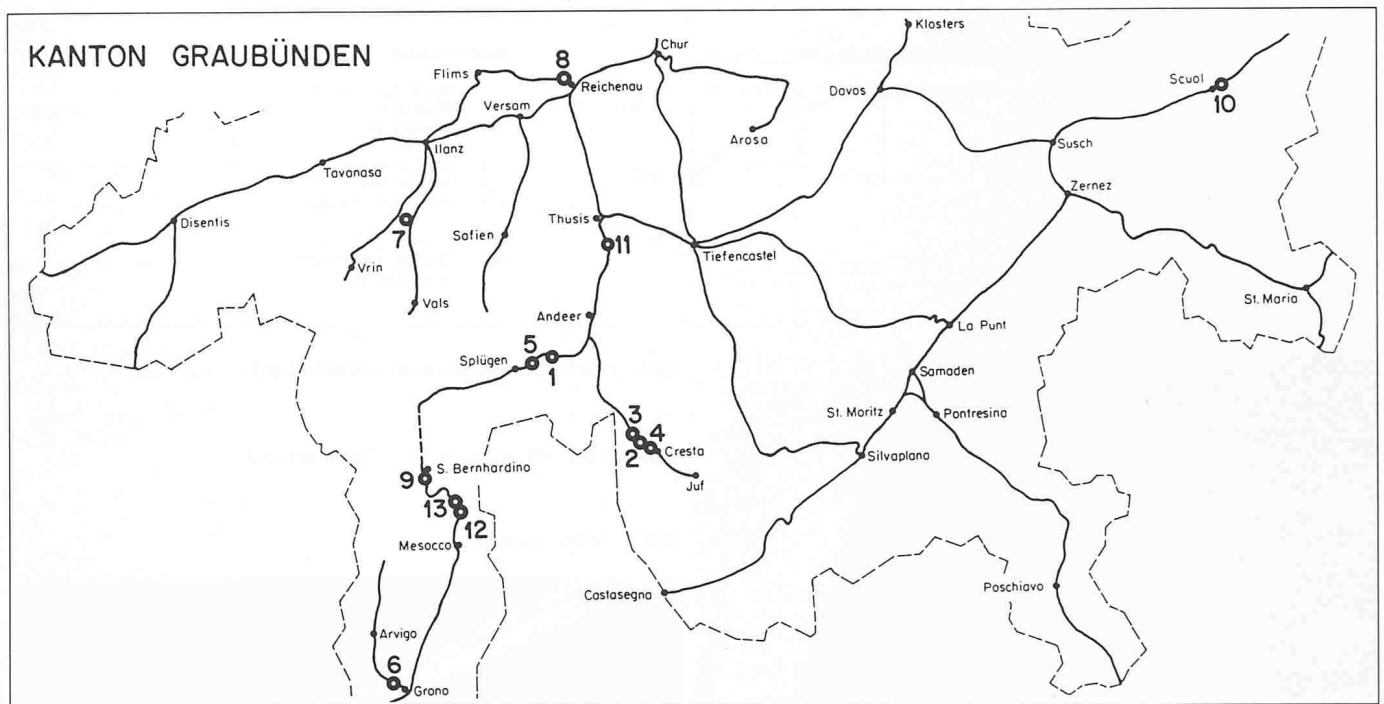 KANTON GRAUBÜNDEN
Klosters
Chur
8
Flims
Reichenau
Scuol
10
Davos
Versam
Arosa
Ilanz
Susch
Tavanasa
Zernez
Disentis
Thusis
7
Safien
11
Tiefencastel
Vrin
Vals
St. Maria
Andeer
La Punt
5
Splügen
1
Samaden
St. Moritz
Pontresina
3
4
2
Cresta
Silvaplana
S. Bernhardino
9
Juf
13
12
Mesocco
Castasegna
Poschiavo
Arvigo
6
Grono